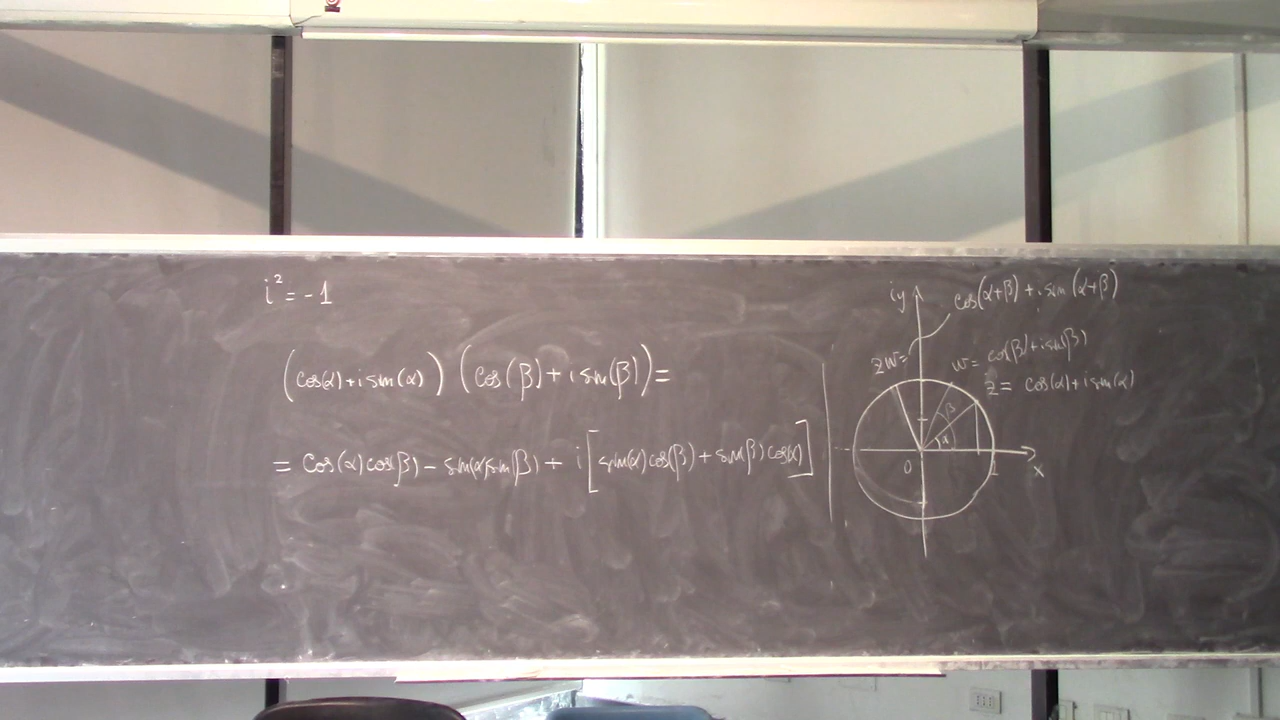 i² = -1
(cos(α) + i sin(α)) (cos(β) + i sin(β)) =
= cos(α) cos(β) - sin(α) sin(β) + i [sin(α) cos(β) + sin(β) cos(α)]
iy
cos(α+β) + i sin(α+β)
zw =
w = cos(β) + i sin(β)
z = cos(α) + i sin(α)
β
α
0
1
x